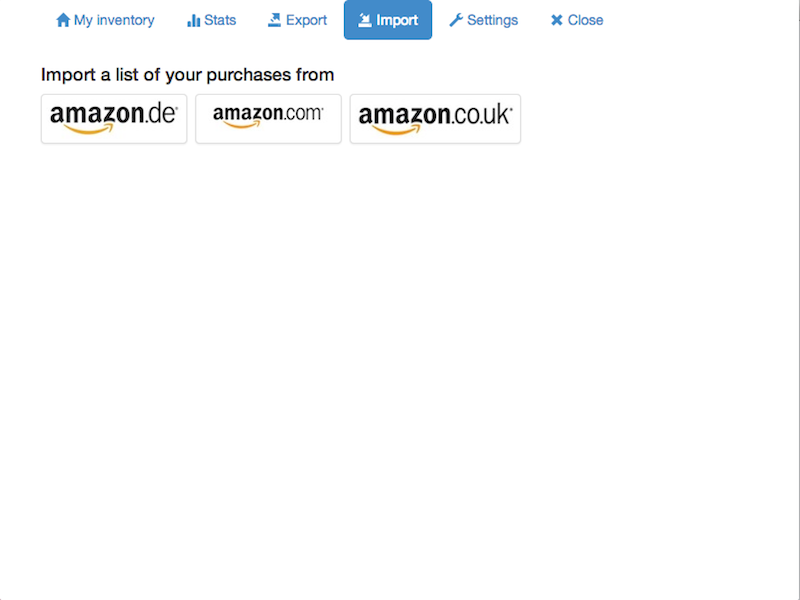 My inventory Stats Export Import Settings Close
Import a list of your purchases from
amazon.de amazon.com amazon.co.uk